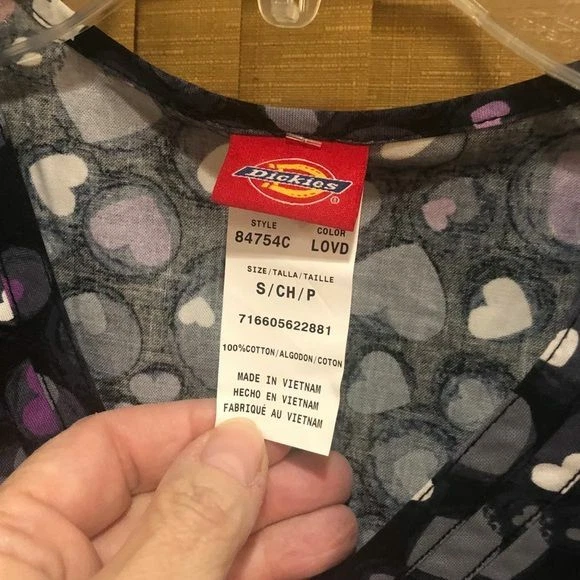 Dickies
®
STYLE COLOR
84754C LOVD
SIZE/TALLA/TAILLE
S/CH/P
716605622881
100%COTTON/ALGODON/COTON
MADE IN VIETNAM
HECHO EN VIETNAM
FABRIQUÉ AU VIETNAM